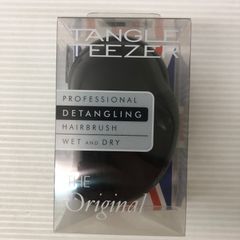 TANGLE
TEEZER
PROFESSIONAL
DETANGLING
HAIRBRUSH
WET AND DRY
THE
Original